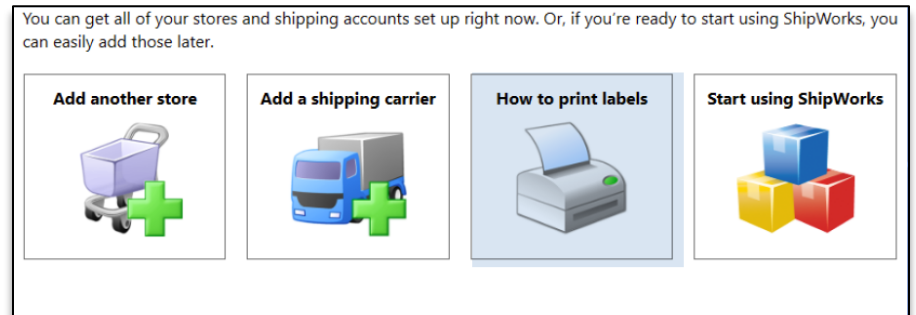 You can get all of your stores and shipping accounts set up right now. Or, if you’re ready to start using ShipWorks, you
can easily add those later.
Add another store
Add a shipping carrier
How to print labels
Start using ShipWorks